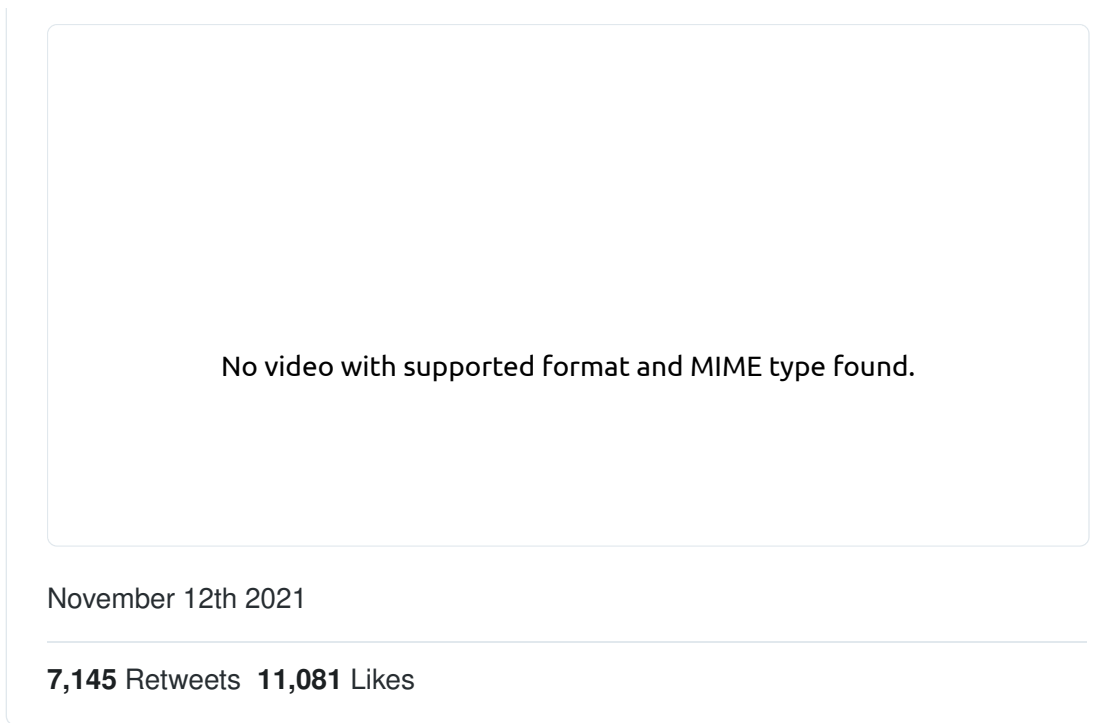 No video with supported format and MIME type found.
November 12th 2021
7,145 Retweets 11,081 Likes